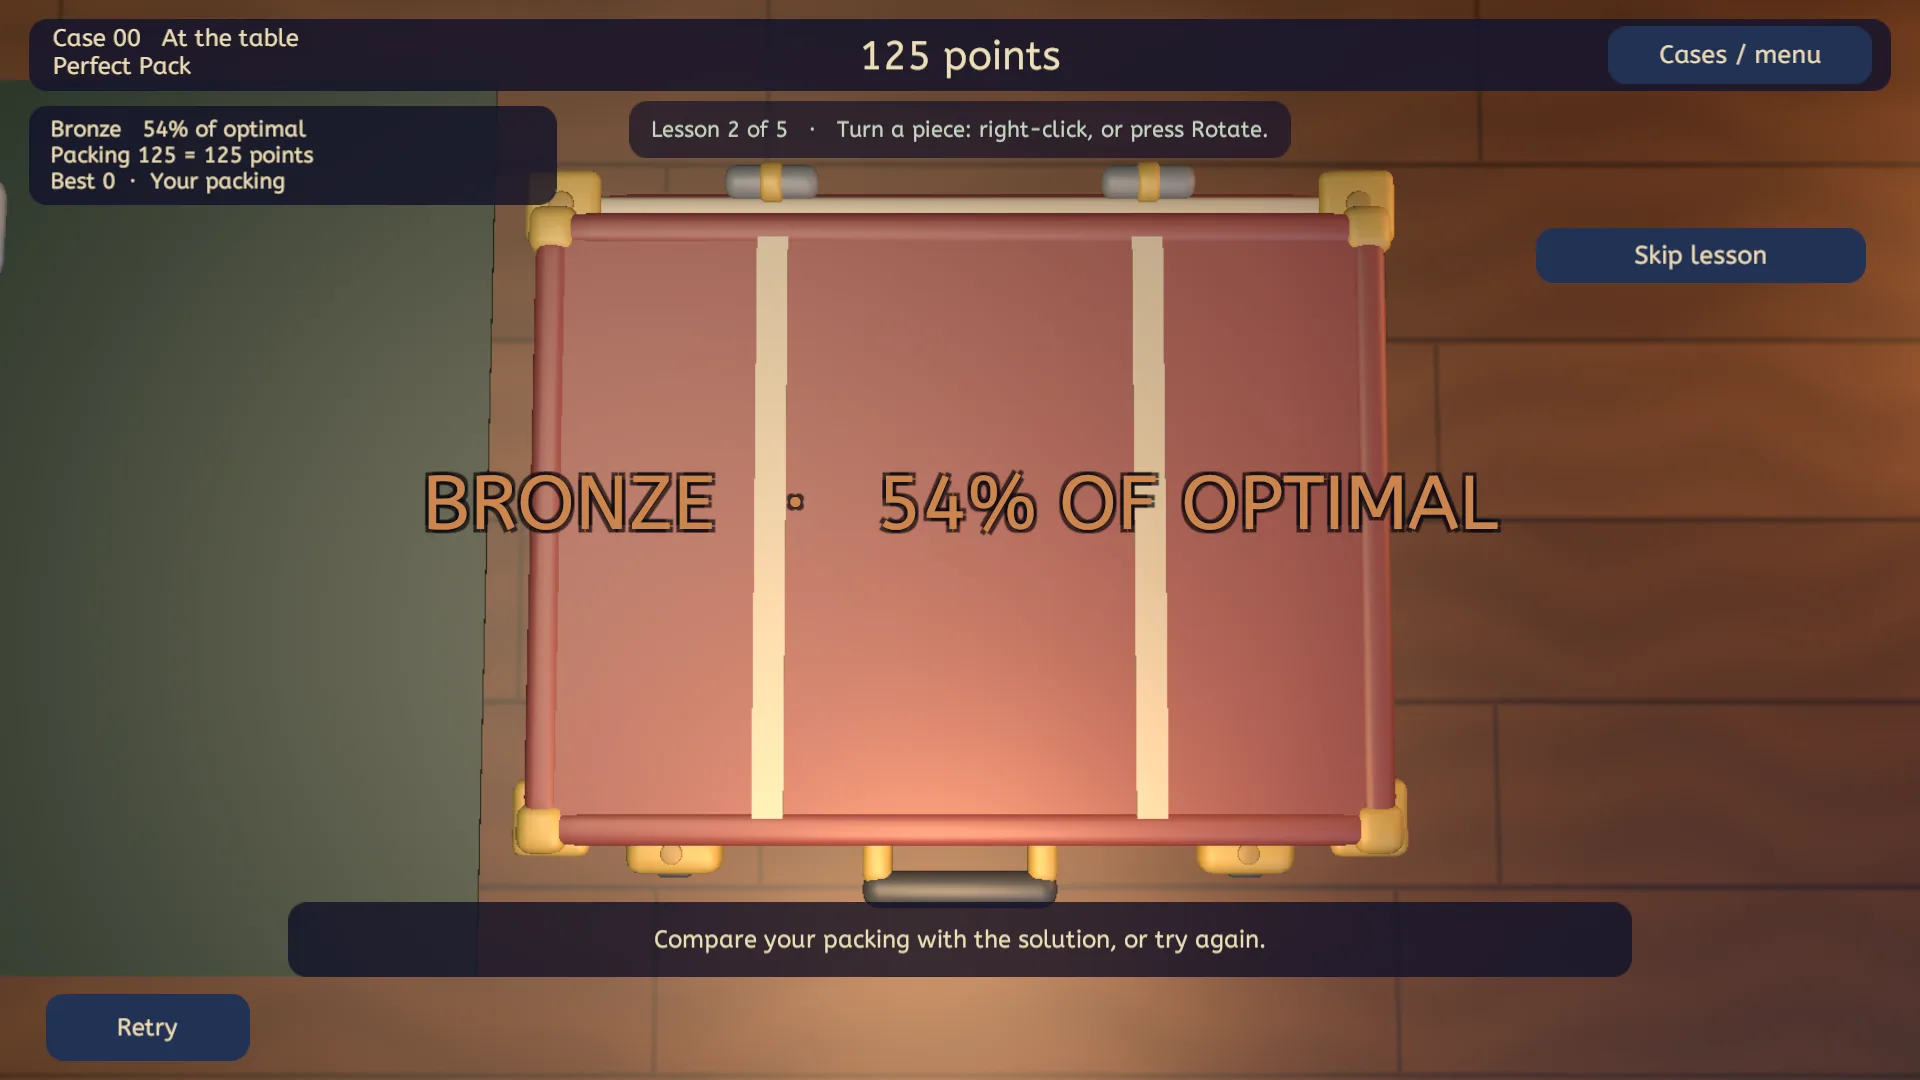 Case 00 At the table
Perfect Pack
125 points
Cases / menu
Bronze 54% of optimal
Packing 125 = 125 points
Best 0 · Your packing
Lesson 2 of 5 · Turn a piece: right-click, or press Rotate.
Skip lesson
BRONZE · 54% OF OPTIMAL
Compare your packing with the solution, or try again.
Retry